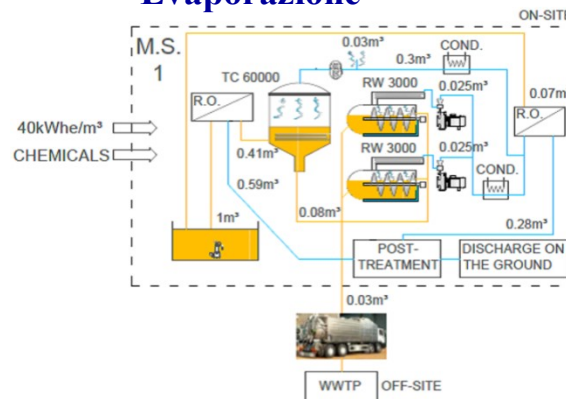 Evaporazione
ON-SITE
M.S.
1
0.03m³
COND.
0.3m³
TC 60000
RW 3000
0.025m³
0.07m³
R.O.
R.O.
40kWhe/m³
CHEMICALS
0.41m³
RW 3000
0.025m³
0.59m³
COND.
0.08m³
1m³
0.28m³
POST-
TREATMENT
DISCHARGE ON
THE GROUND
0.03m³
WWTP
OFF-SITE